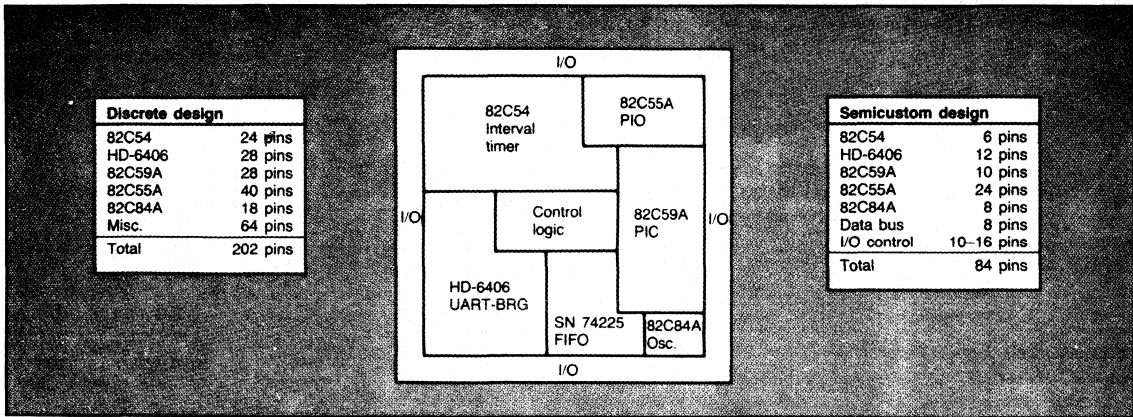 Discrete design
82C54 24 pins
HD-6406 28 pins
82C59A 28 pins
82C55A 40 pins
82C84A 18 pins
Misc. 64 pins
Total 202 pins
I/O
82C54
Interval
timer
82C55A
PIO
I/O
Control
logic
82C59A
PIC
I/O
HD-6406
UART-BRG
SN 74225
FIFO
82C84A
Osc.
I/O
Semicustom design
82C54 6 pins
HD-6406 12 pins
82C59A 10 pins
82C55A 24 pins
82C84A 8 pins
Data bus 8 pins
I/O control 10–16 pins
Total 84 pins